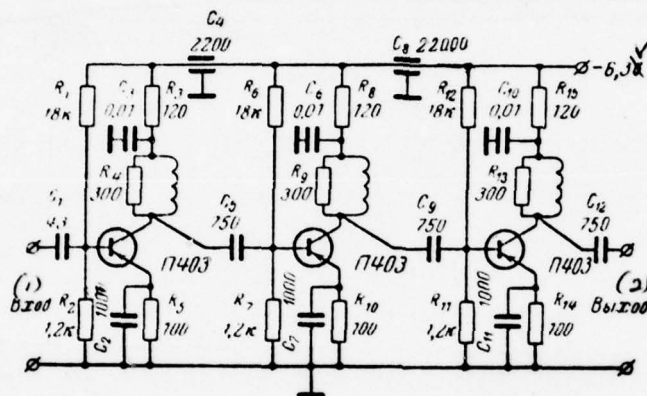 C4
2200
C8 22000
-6,3в
R1
18к
C3
0,01
R3
120
R6
18к
C6
0,01
R8
120
R12
18к
C10
0,01
R15
120
R4
300
R9
300
R13
300
C1
4,3
C5
750
C9
750
C12
750
П403
П403
П403
(1)
Вход
(2)
Выход
R2
1,2к
C2
1000
R5
100
R7
1,2к
C7
1000
R10
100
R11
1,2к
C11
1000
R14
100